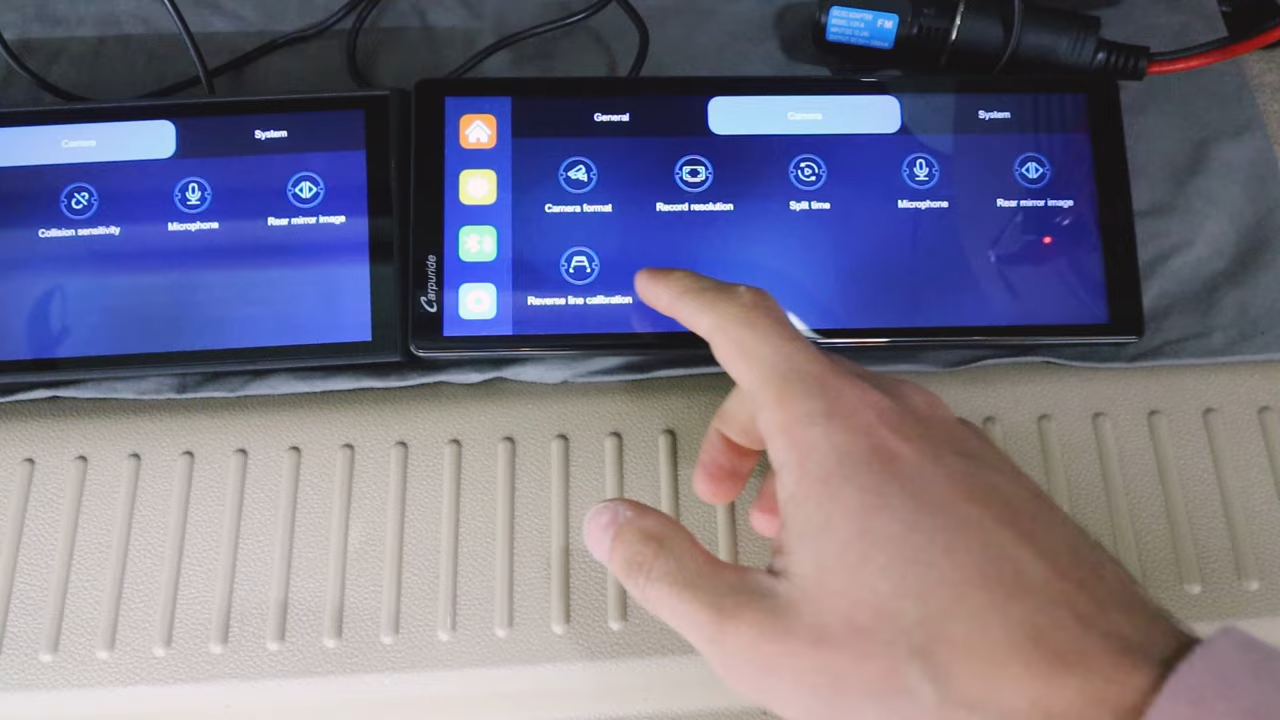 FM
Camera
System
Collision sensitivity
Microphone
Rear mirror image
Carpuride
General
Camera
System
Camera format
Record resolution
Split time
Microphone
Rear mirror image
Reverse line calibration